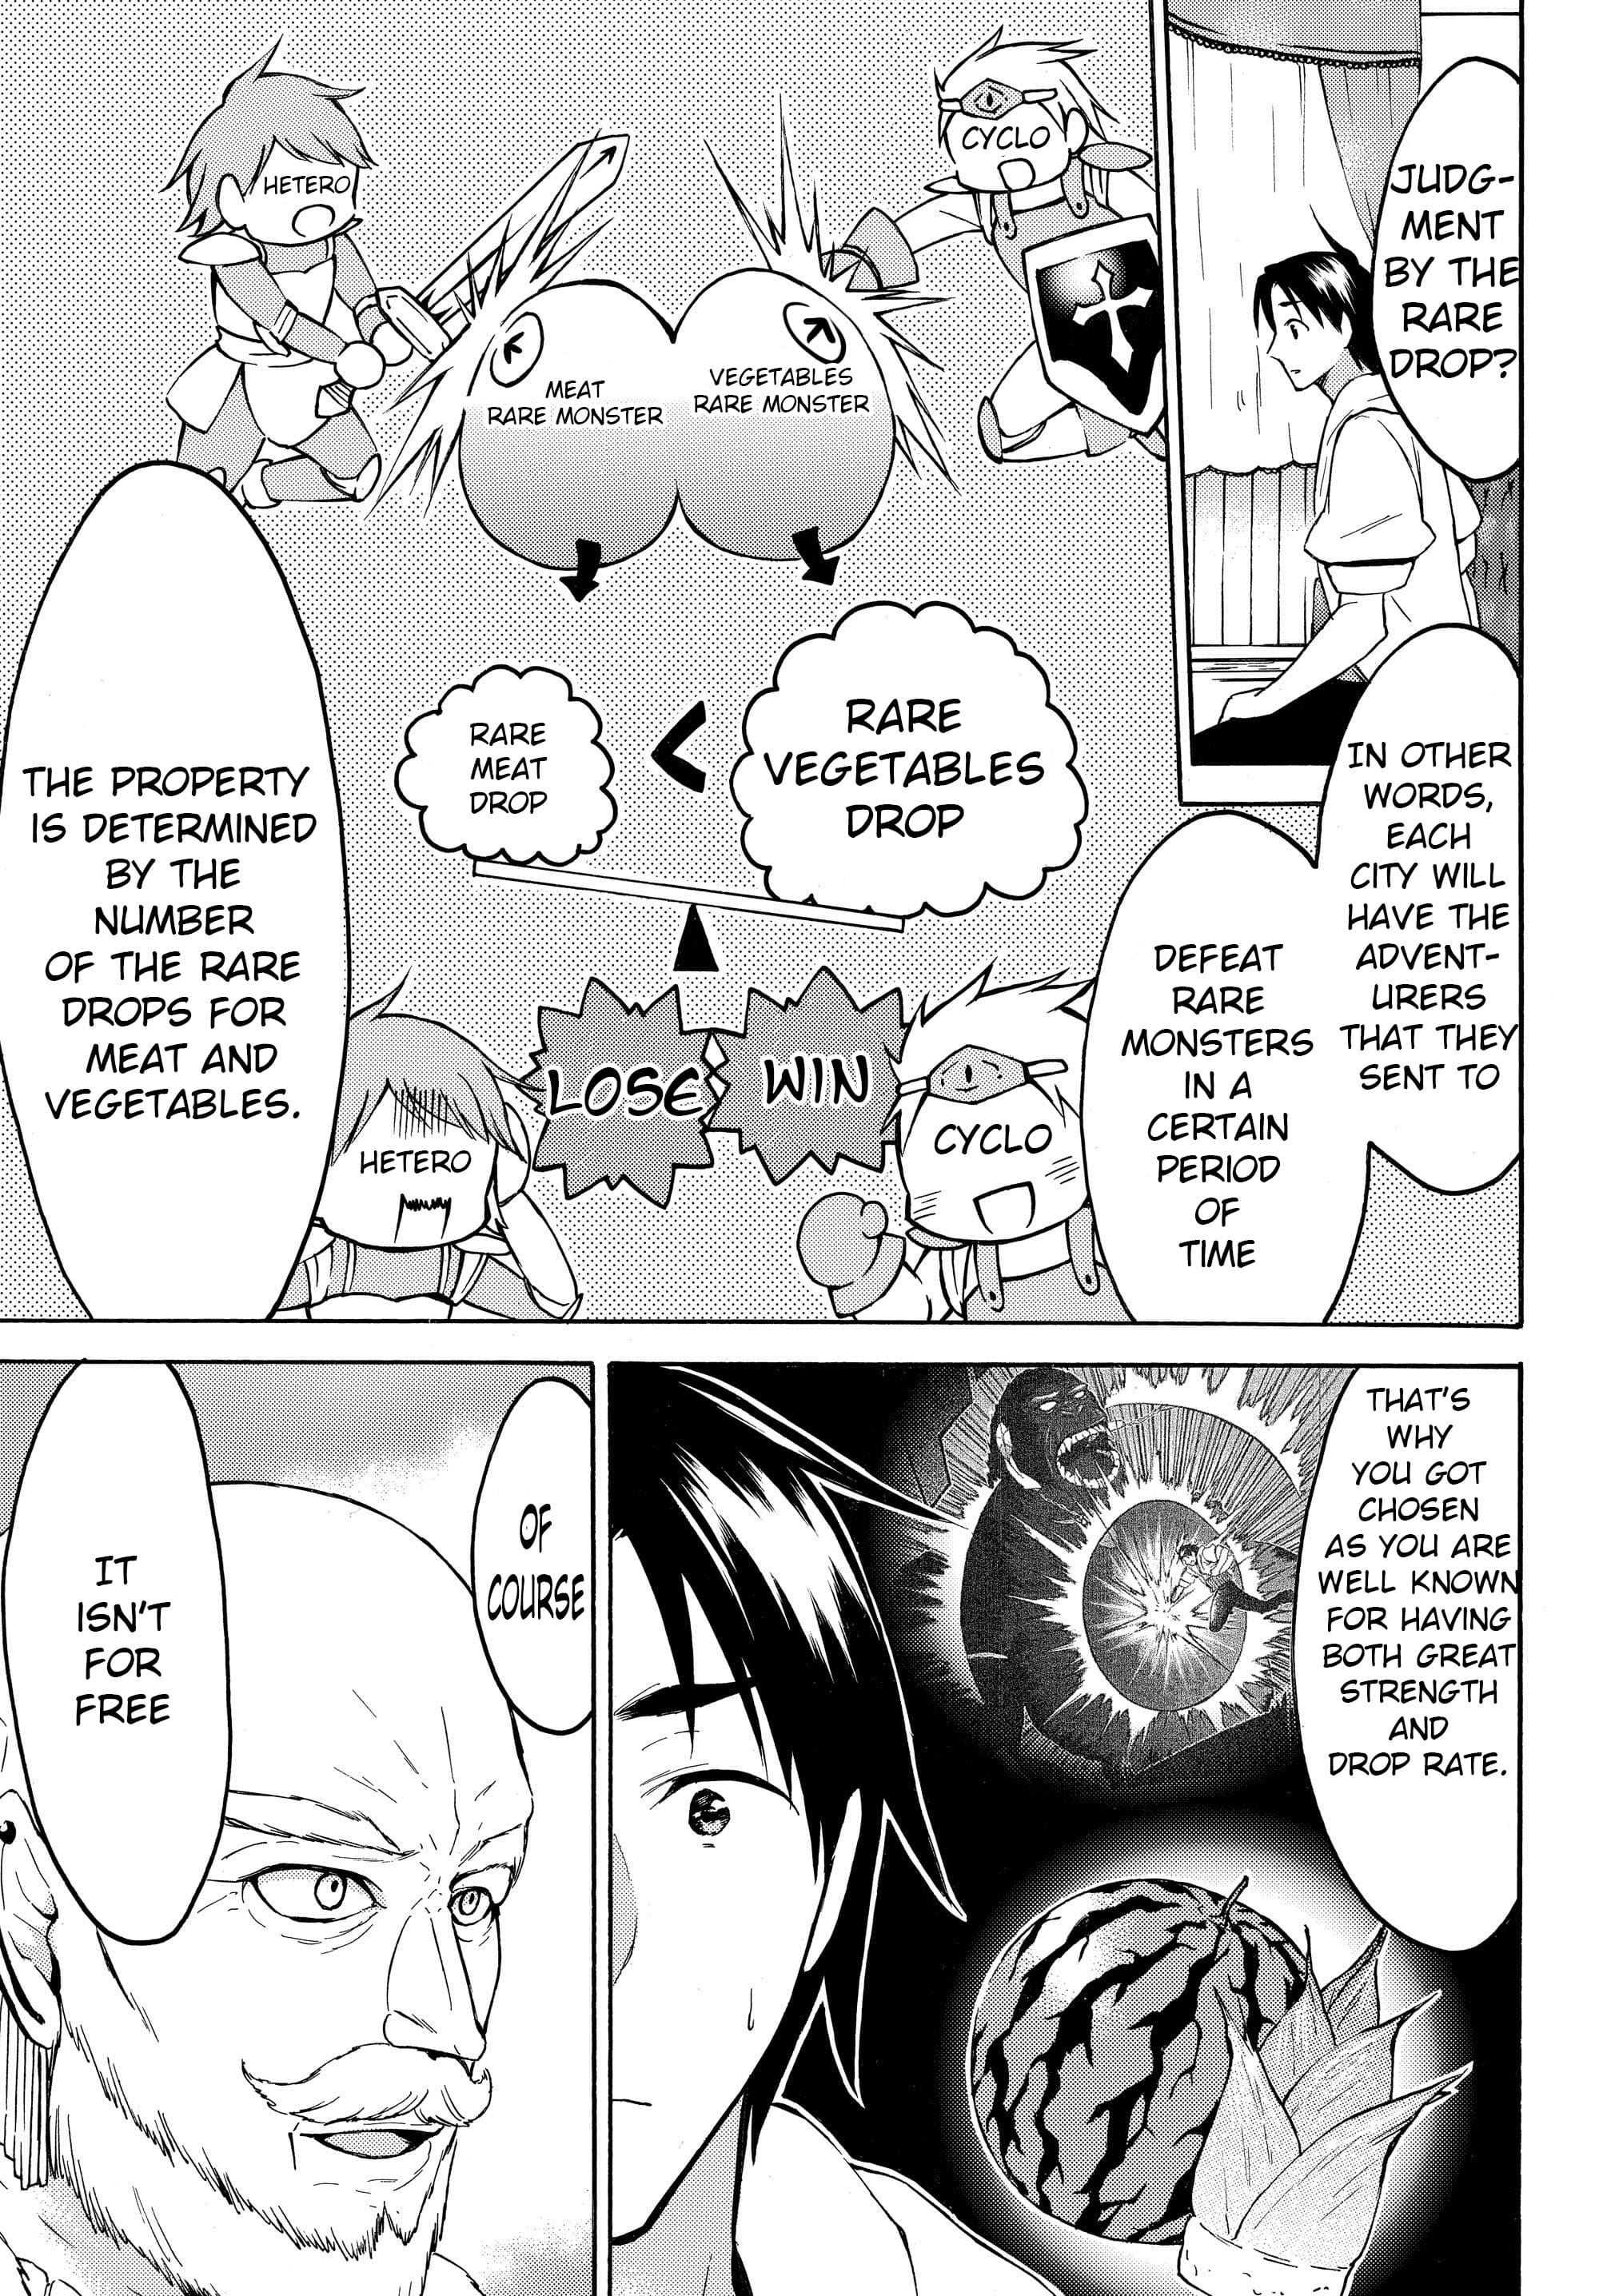 JUDG-
MENT
BY THE
RARE
DROP?
IN OTHER
WORDS,
EACH
CITY WILL
HAVE THE
ADVENT-
URERS
THAT THEY
SENT TO
DEFEAT
RARE
MONSTERS
IN A
CERTAIN
PERIOD
OF
TIME
CYCLO
HETERO
VEGETABLES
RARE MONSTER
MEAT
RARE MONSTER
RARE
VEGETABLES
DROP
<
RARE
MEAT
DROP
WIN
LOSE
CYCLO
HETERO
THE PROPERTY
IS DETERMINED
BY THE
NUMBER
OF THE RARE
DROPS FOR
MEAT AND
VEGETABLES.
THAT'S
WHY
YOU GOT
CHOSEN
AS YOU ARE
WELL KNOWN
FOR HAVING
BOTH GREAT
STRENGTH
AND
DROP RATE.
OF
COURSE
IT
ISN'T
FOR
FREE